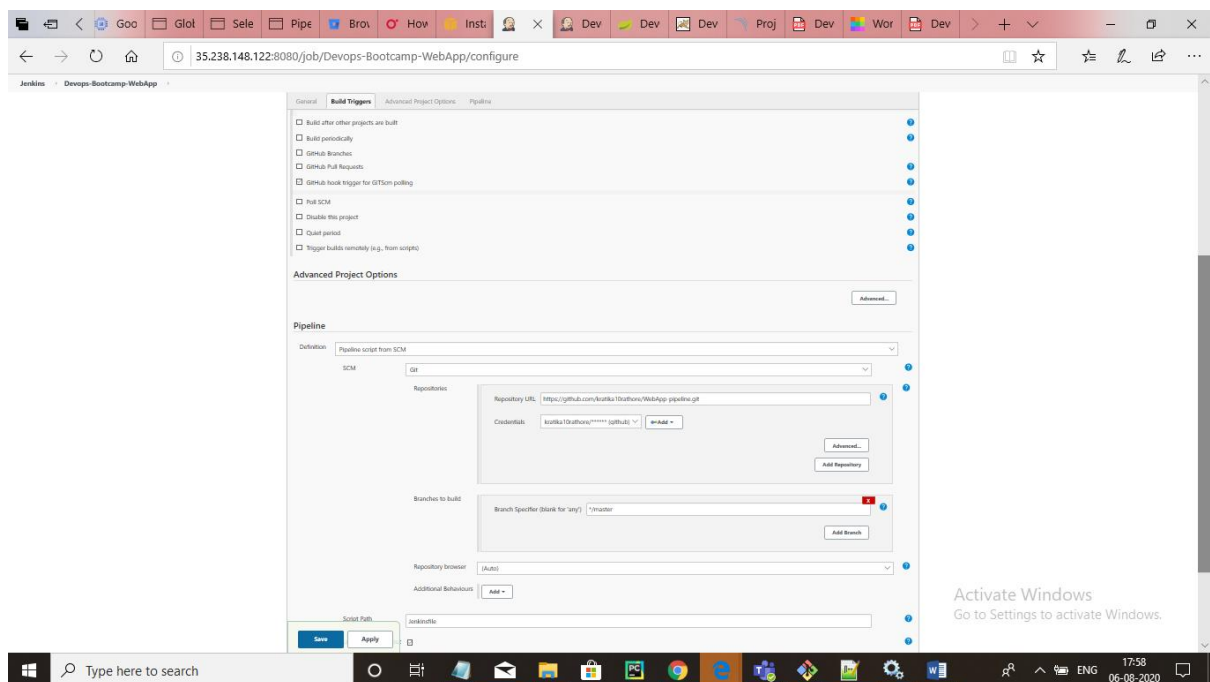 Goo Glol Sele Pipe Brov Hov Inst: Dev Dev Dev Proj Dev Wor Dev
35.238.148.122:8080/job/Devops-Bootcamp-WebApp/configure
Jenkins Devops-Bootcamp-WebApp
General Build Triggers Advanced Project Options Pipeline
Build after other projects are built
Build periodically
GitHub Branches
GitHub Pull Requests
GitHub hook trigger for GITScm polling
Poll SCM
Disable this project
Quiet period
Trigger builds remotely (e.g., from scripts)
Advanced Project Options
Advanced...
Pipeline
Definition Pipeline script from SCM
SCM Git
Repositories
Repository URL https://github.com/kratika10rathore/WebApp-pipeline.git
Credentials kratika10rathore/****** (github) Add
Advanced...
Add Repository
Branches to build
X
Branch Specifier (blank for 'any') */master
Add Branch
Repository browser (Auto)
Additional Behaviours Add
Activate Windows
Go to Settings to activate Windows.
Script Path Jenkinsfile
Save Apply
Type here to search
ENG
17:58
06-08-2020